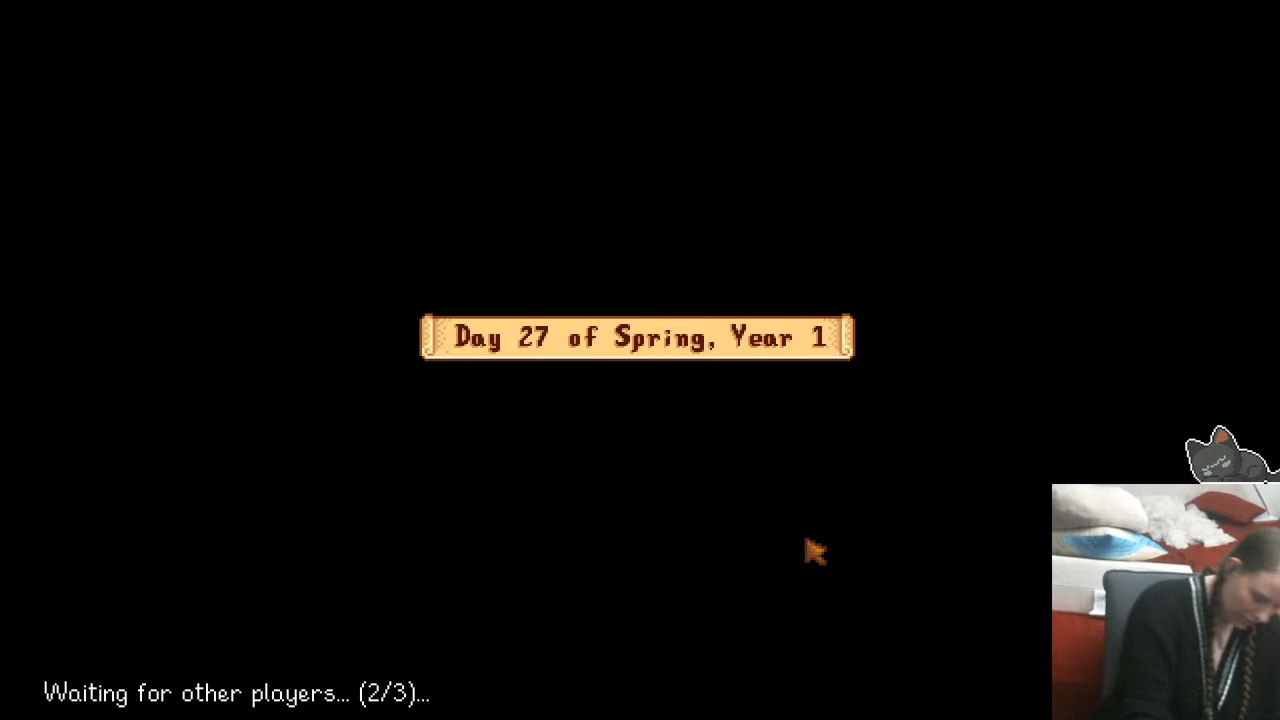 Day 27 of Spring, Year 1
Waiting for other players... (2/3)...